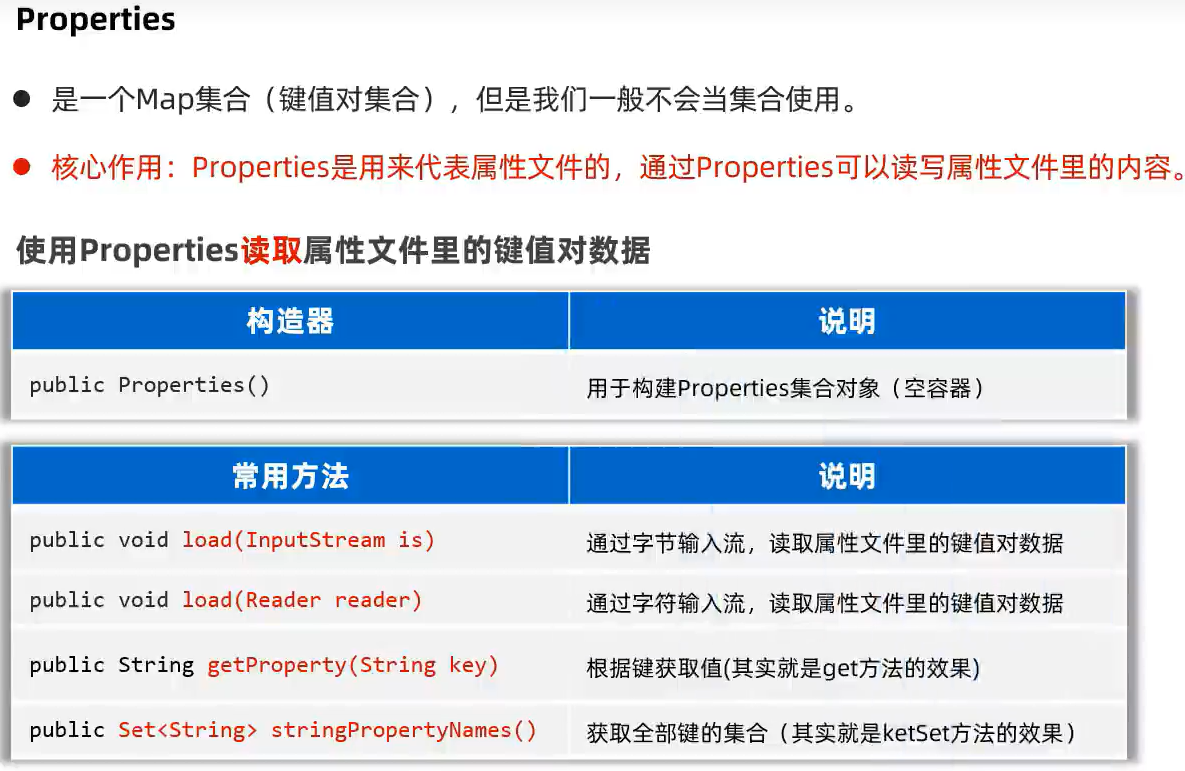 Properties
● 是一个Map集合（键值对集合），但是我们一般不会当集合使用。
● 核心作用：Properties是用来代表属性文件的，通过Properties可以读写属性文件里的内容。
使用Properties读取属性文件里的键值对数据
构造器 说明
public Properties() 用于构建Properties集合对象（空容器）
常用方法 说明
public void load(InputStream is) 通过字节输入流，读取属性文件里的键值对数据
public void load(Reader reader) 通过字符输入流，读取属性文件里的键值对数据
public String getProperty(String key) 根据键获取值(其实就是get方法的效果)
public Set<String> stringPropertyNames() 获取全部键的集合（其实就是ketSet方法的效果）